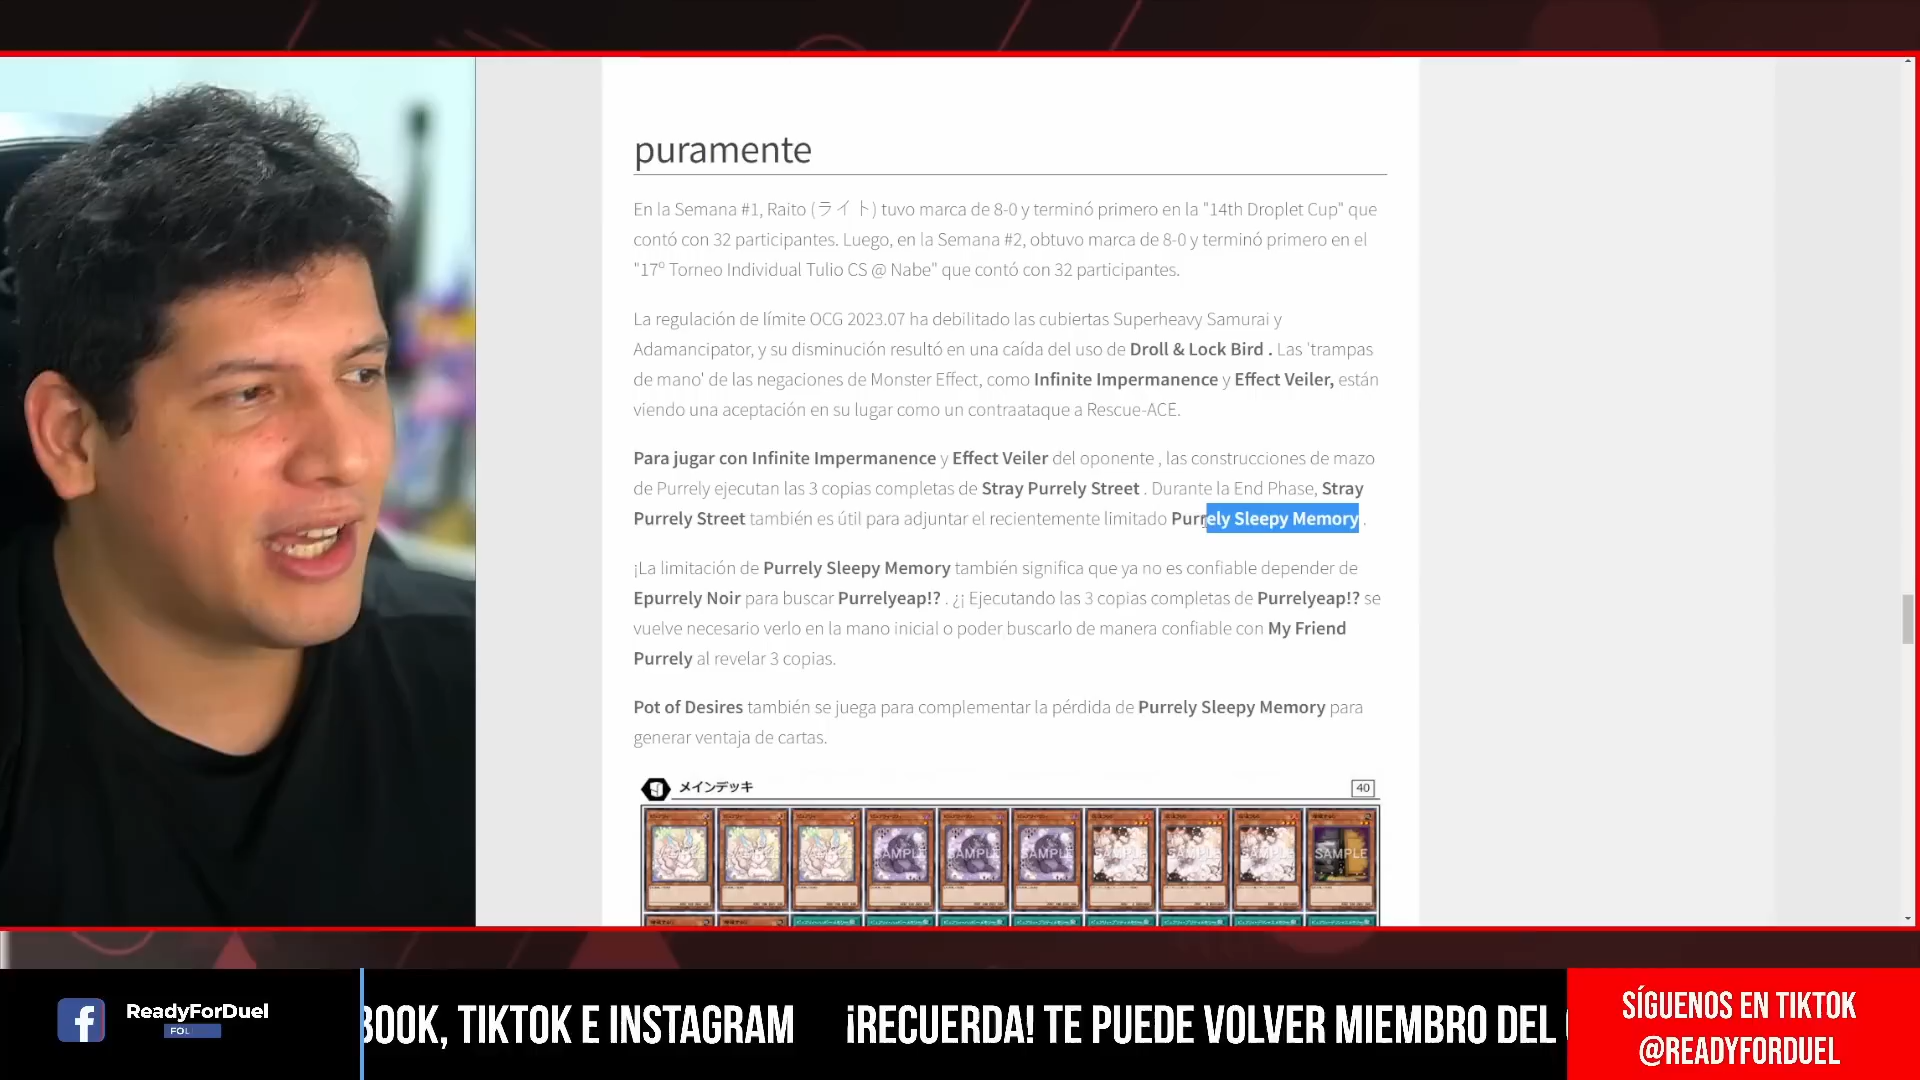 puramente
En la Semana #1, Raito (ライト) tuvo marca de 8-0 y terminó primero en la "14th Droplet Cup" que
contó con 32 participantes. Luego, en la Semana #2, obtuvo marca de 8-0 y terminó primero en el
"17º Torneo Individual Tulio CS @ Nabe" que contó con 32 participantes.
La regulación de límite OCG 2023.07 ha debilitado las cubiertas Superheavy Samurai y
Adamancipator, y su disminución resultó en una caída del uso de Droll & Lock Bird . Las 'trampas
de mano' de las negaciones de Monster Effect, como Infinite Impermanence y Effect Veiler, están
viendo una aceptación en su lugar como un contraataque a Rescue-ACE.
Para jugar con Infinite Impermanence y Effect Veiler del oponente , las construcciones de mazo
de Purrely ejecutan las 3 copias completas de Stray Purrely Street . Durante la End Phase, Stray
Purrely Street también es útil para adjuntar el recientemente limitado Purrely Sleepy Memory .
¡La limitación de Purrely Sleepy Memory también significa que ya no es confiable depender de
Epurrely Noir para buscar Purrelyeap!? . ¿¡ Ejecutando las 3 copias completas de Purrelyeap!? se
vuelve necesario verlo en la mano inicial o poder buscarlo de manera confiable con My Friend
Purrely al revelar 3 copias.
Pot of Desires también se juega para complementar la pérdida de Purrely Sleepy Memory para
generar ventaja de cartas.
メインデッキ 40
SAMPLE SAMPLE SAMPLE SAMPLE SAMPLE SAMPLE SAMPLE
ReadyForDuel
FOL
BOOK, TIKTOK E INSTAGRAM ¡RECUERDA! TE PUEDE VOLVER MIEMBRO DEL
SÍGUENOS EN TIKTOK
@READYFORDUEL